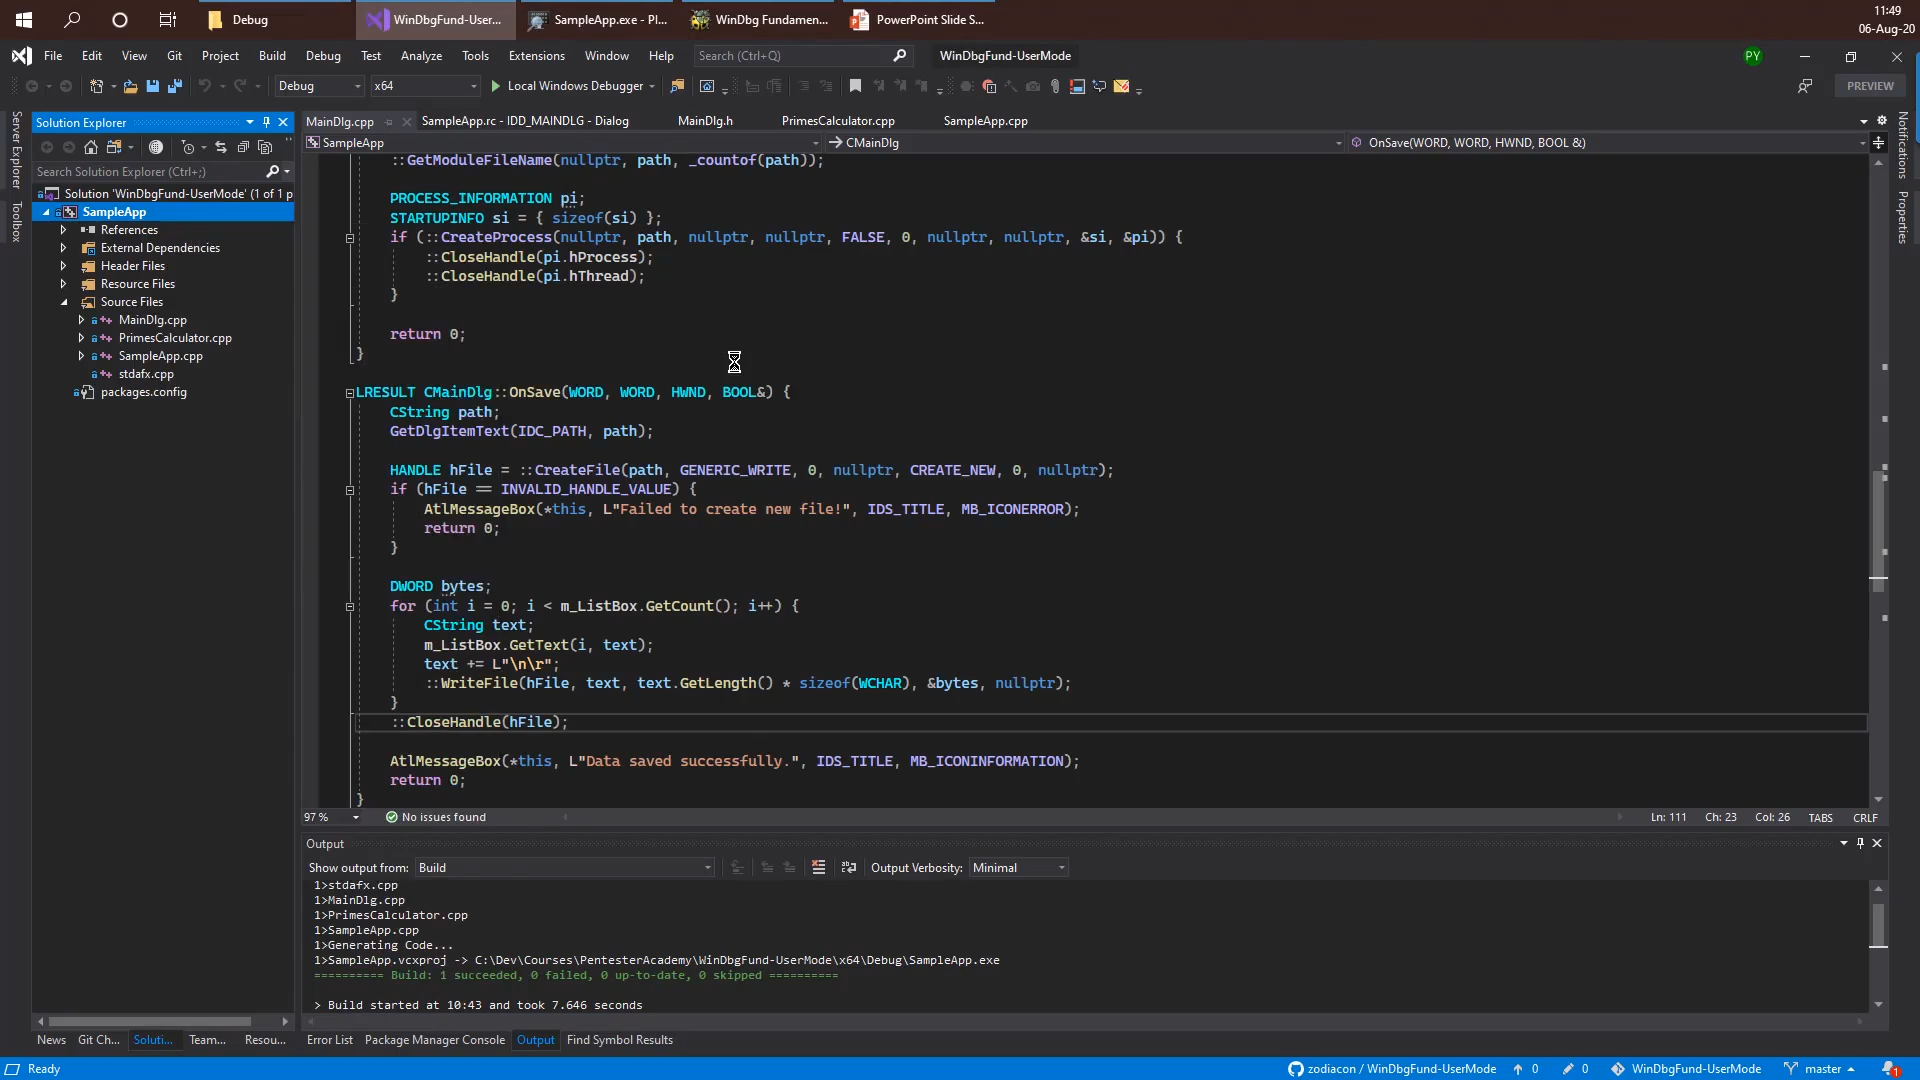 Debug
WinDbgFund-User...
SampleApp.exe - Pl...
WinDbg Fundamen...
PowerPoint Slide S...
11:49
06-Aug-20
File Edit View Git Project Build Debug Test Analyze Tools Extensions Window Help
Search (Ctrl+Q)
WinDbgFund-UserMode
PY
Debug
x64
Local Windows Debugger
PREVIEW
Server Explorer
Toolbox
Solution Explorer
Search Solution Explorer (Ctrl+;)
Solution 'WinDbgFund-UserMode' (1 of 1 p
SampleApp
References
External Dependencies
Header Files
Resource Files
Source Files
MainDlg.cpp
PrimesCalculator.cpp
SampleApp.cpp
stdafx.cpp
packages.config
MainDlg.cpp
SampleApp.rc - IDD_MAINDLG - Dialog
MainDlg.h
PrimesCalculator.cpp
SampleApp.cpp
SampleApp
CMainDlg
OnSave(WORD, WORD, HWND, BOOL &)
::GetModuleFileName(nullptr, path, _countof(path));
PROCESS_INFORMATION pi;
STARTUPINFO si = { sizeof(si) };
if (::CreateProcess(nullptr, path, nullptr, nullptr, FALSE, 0, nullptr, nullptr, &si, &pi)) {
::CloseHandle(pi.hProcess);
::CloseHandle(pi.hThread);
}
return 0;
}
LRESULT CMainDlg::OnSave(WORD, WORD, HWND, BOOL&) {
CString path;
GetDlgItemText(IDC_PATH, path);
HANDLE hFile = ::CreateFile(path, GENERIC_WRITE, 0, nullptr, CREATE_NEW, 0, nullptr);
if (hFile == INVALID_HANDLE_VALUE) {
AtlMessageBox(*this, L"Failed to create new file!", IDS_TITLE, MB_ICONERROR);
return 0;
}
DWORD bytes;
for (int i = 0; i < m_ListBox.GetCount(); i++) {
CString text;
m_ListBox.GetText(i, text);
text += L"\n\r";
::WriteFile(hFile, text, text.GetLength() * sizeof(WCHAR), &bytes, nullptr);
}
::CloseHandle(hFile);
AtlMessageBox(*this, L"Data saved successfully.", IDS_TITLE, MB_ICONINFORMATION);
return 0;
}
Notifications
Properties
97 %
No issues found
Ln: 111
Ch: 23
Col: 26
TABS
CRLF
Output
Show output from:
Build
Output Verbosity:
Minimal
1>stdafx.cpp
1>MainDlg.cpp
1>PrimesCalculator.cpp
1>SampleApp.cpp
1>Generating Code...
1>SampleApp.vcxproj -> C:\Dev\Courses\PentesterAcademy\WinDbgFund-UserMode\x64\Debug\SampleApp.exe
========== Build: 1 succeeded, 0 failed, 0 up-to-date, 0 skipped ==========
> Build started at 10:43 and took 7.646 seconds
News
Git Ch...
Soluti...
Team...
Resou...
Error List
Package Manager Console
Output
Find Symbol Results
Ready
zodiacon / WinDbgFund-UserMode
0
0
WinDbgFund-UserMode
master
1